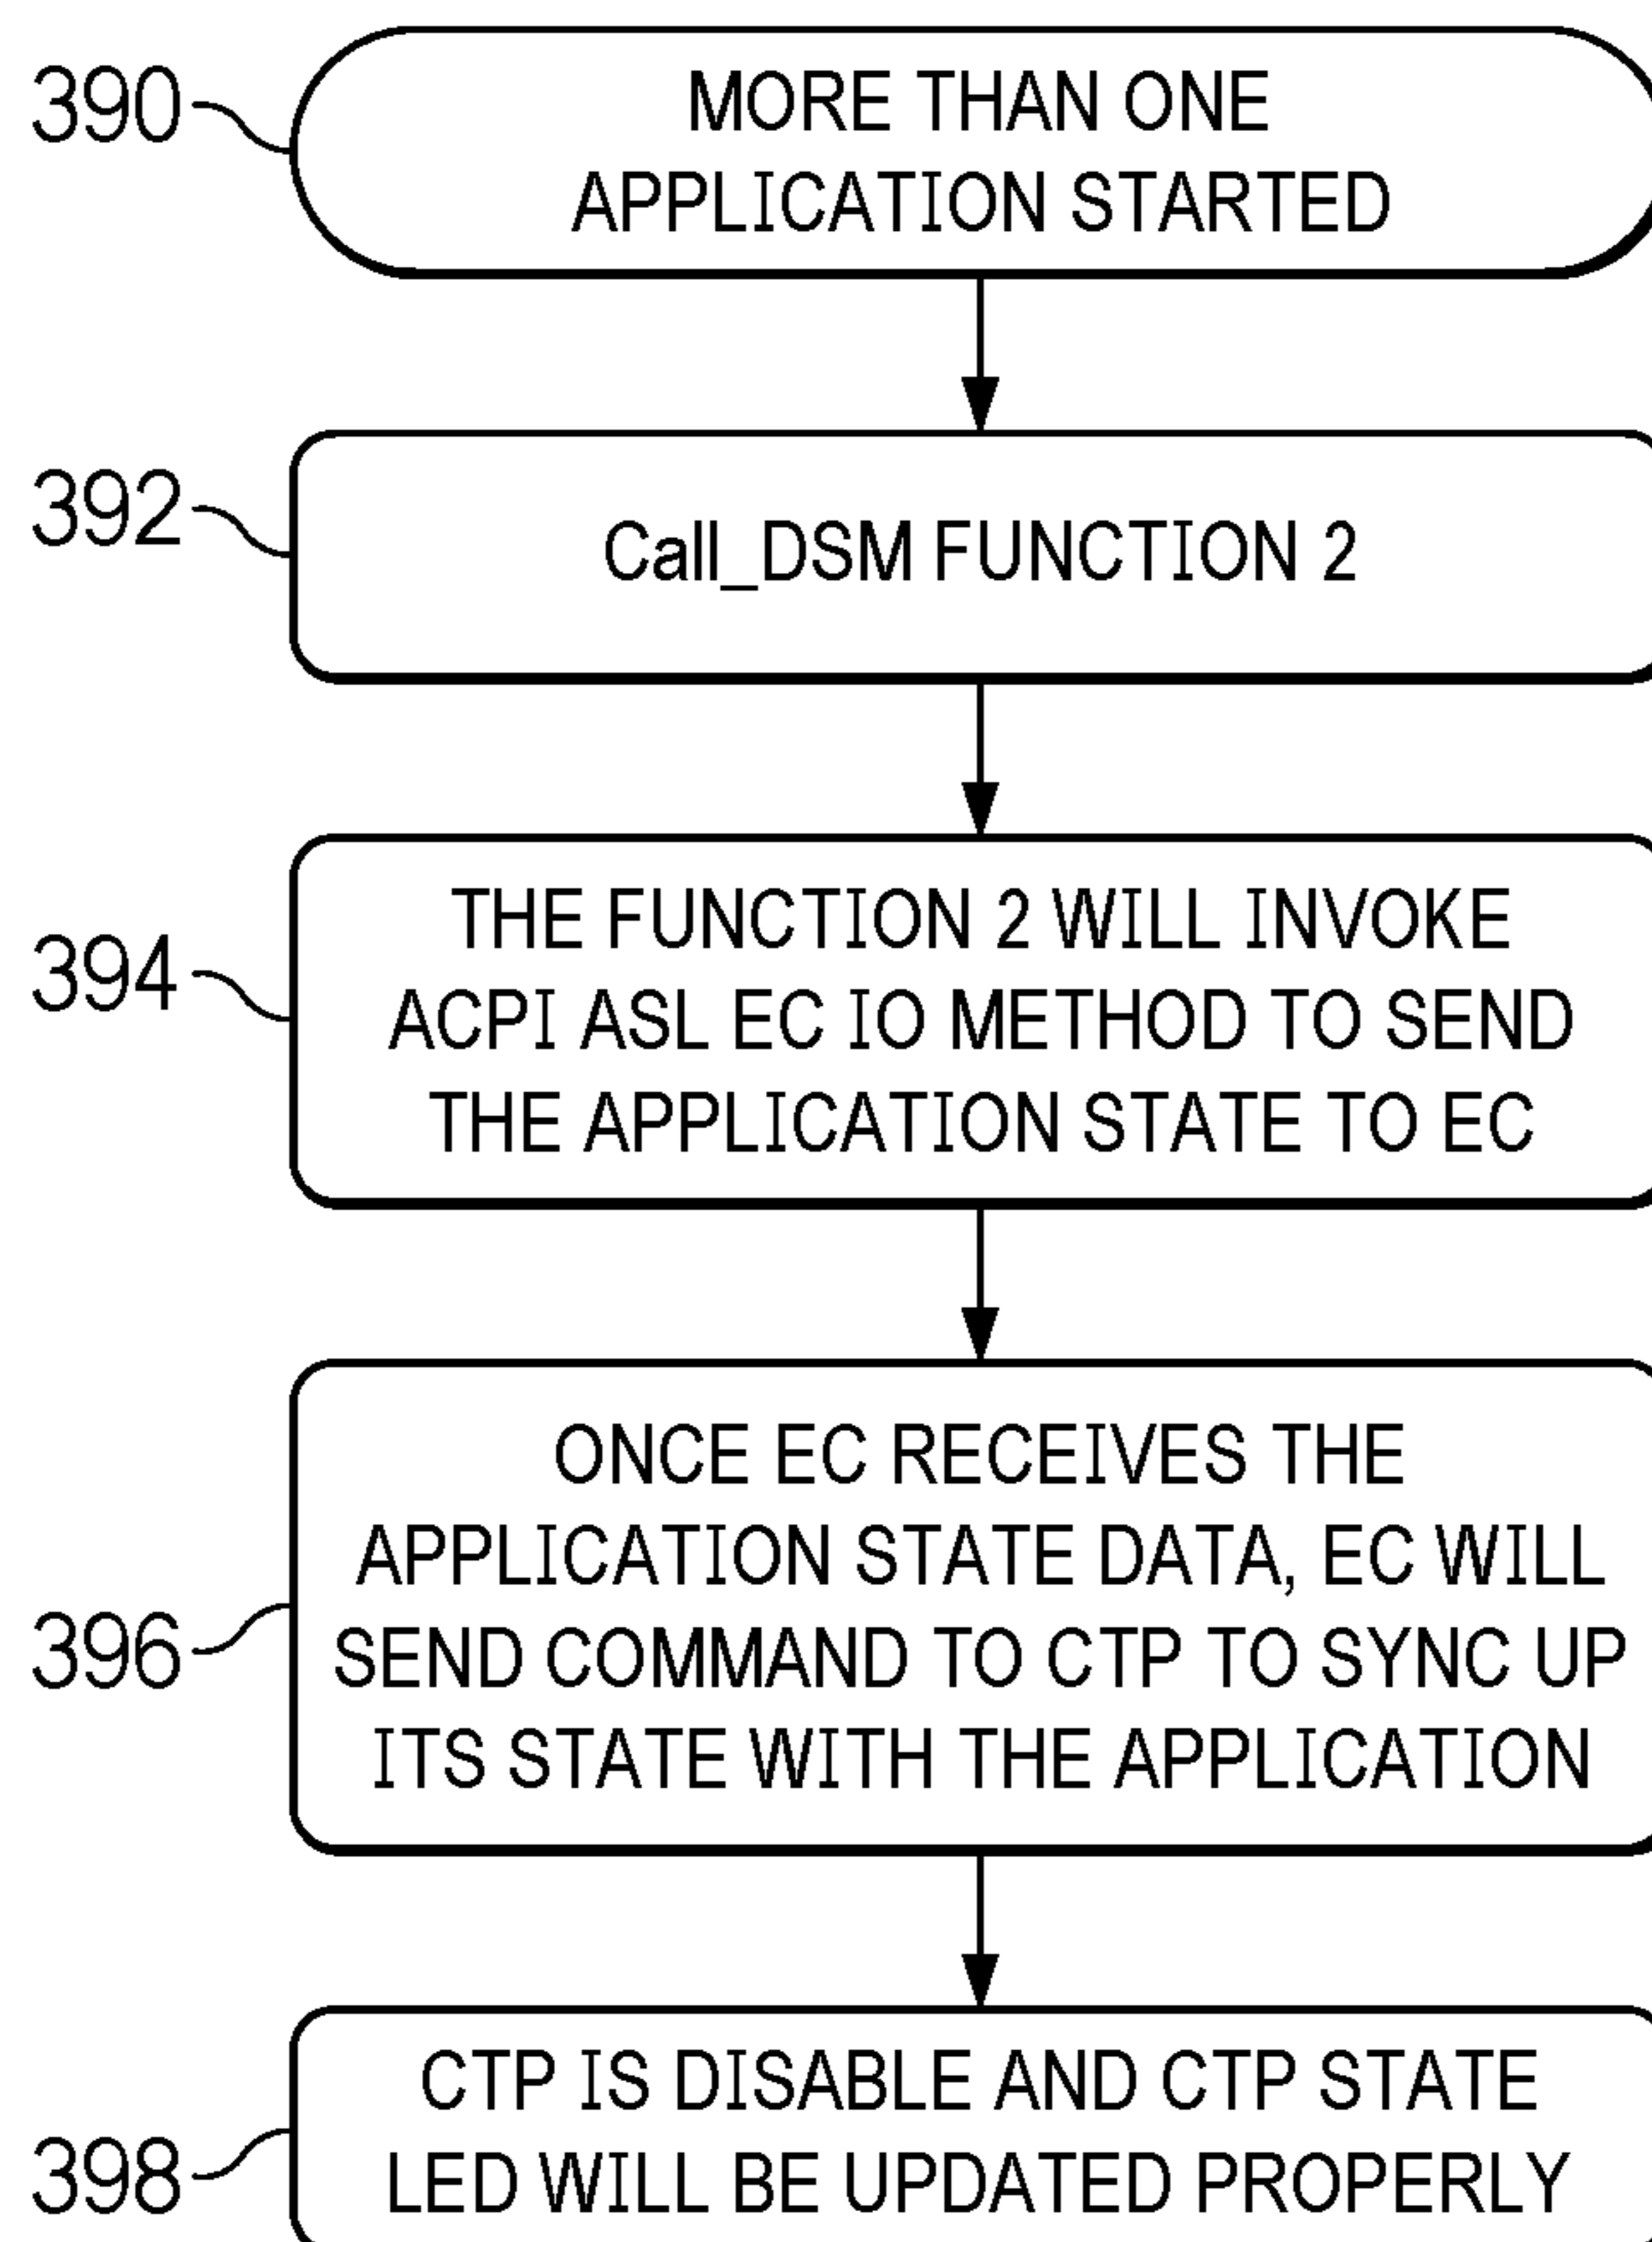 390
MORE THAN ONE
APPLICATION STARTED
392
Call_DSM FUNCTION 2
394
THE FUNCTION 2 WILL INVOKE
ACPI ASL EC IO METHOD TO SEND
THE APPLICATION STATE TO EC
396
ONCE EC RECEIVES THE
APPLICATION STATE DATA, EC WILL
SEND COMMAND TO CTP TO SYNC UP
ITS STATE WITH THE APPLICATION
398
CTP IS DISABLE AND CTP STATE
LED WILL BE UPDATED PROPERLY